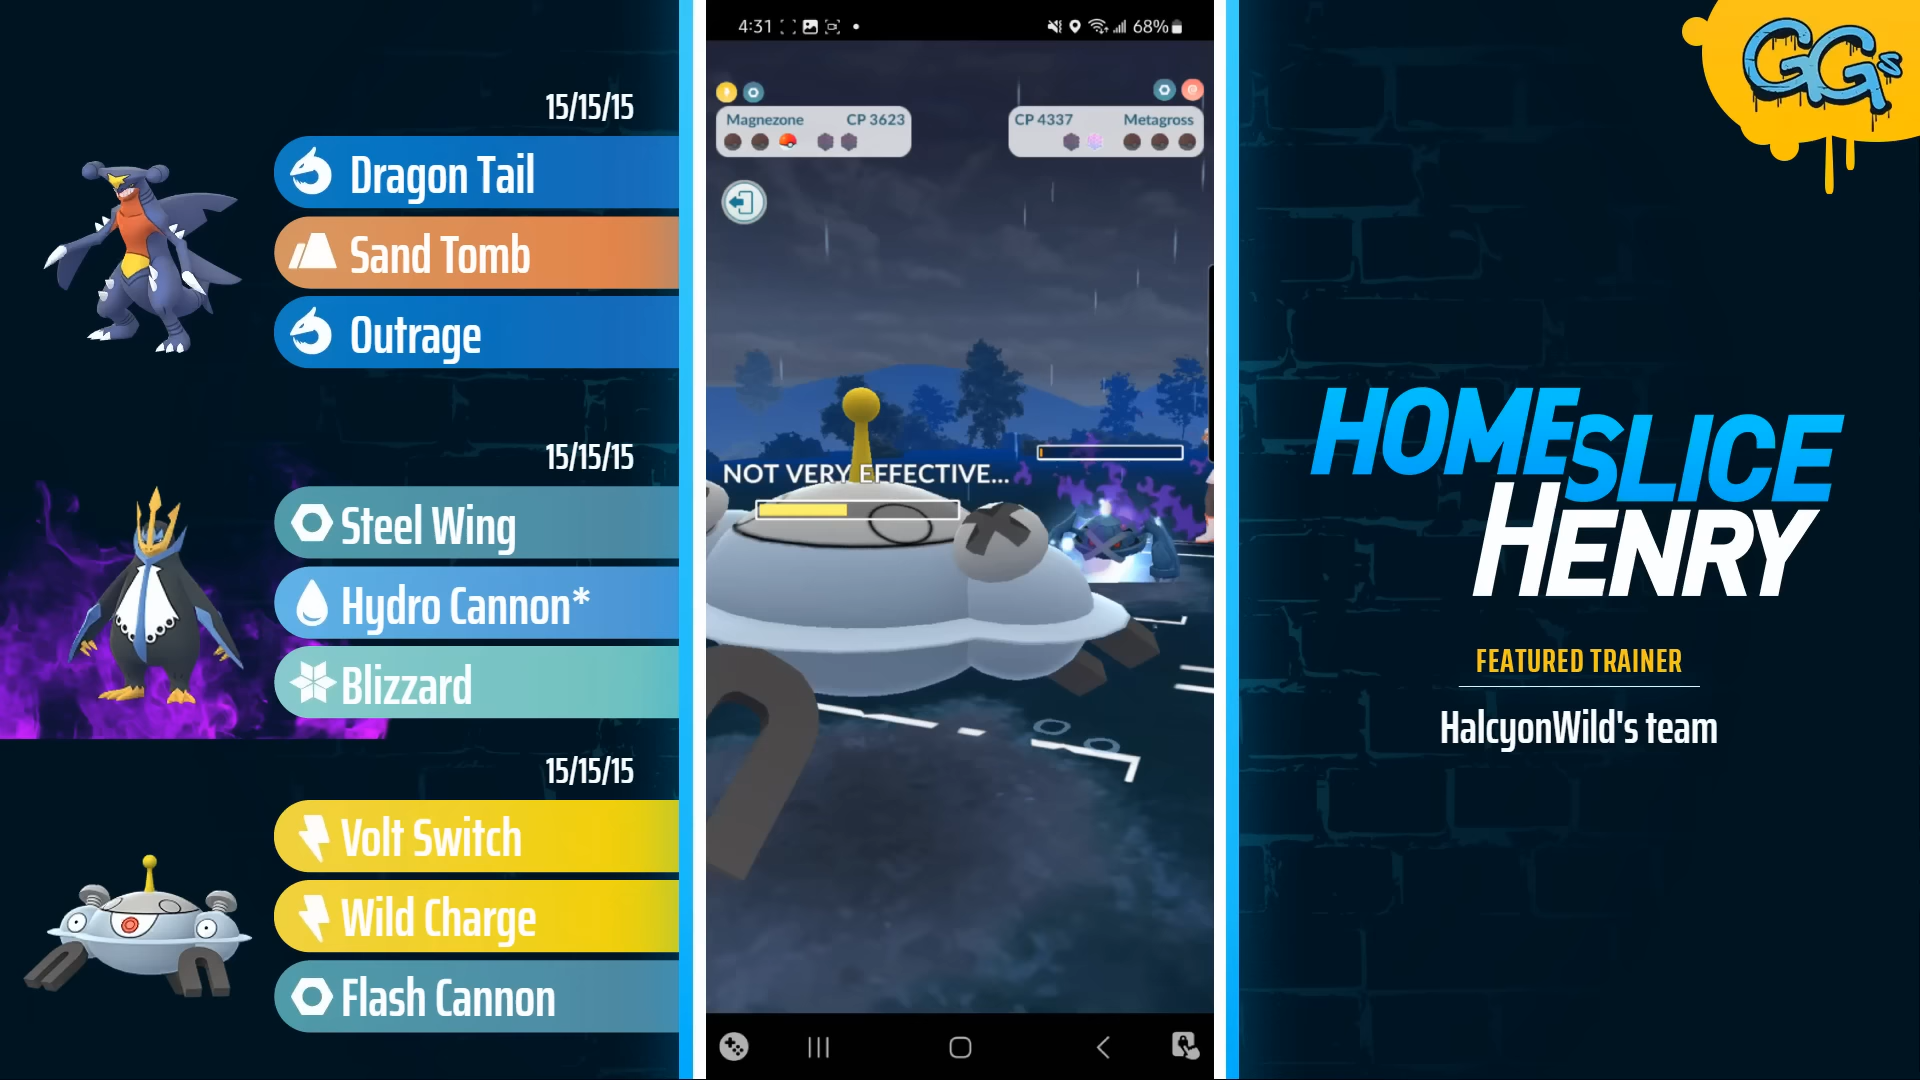 15/15/15
Dragon Tail
Sand Tomb
Outrage
15/15/15
Steel Wing
Hydro Cannon*
Blizzard
15/15/15
Volt Switch
Wild Charge
Flash Cannon
4:31
68%
Magnezone CP 3623
CP 4337 Metagross
NOT VERY EFFECTIVE...
GGs
HOMESLICE
HENRY
FEATURED TRAINER
HalcyonWild's team